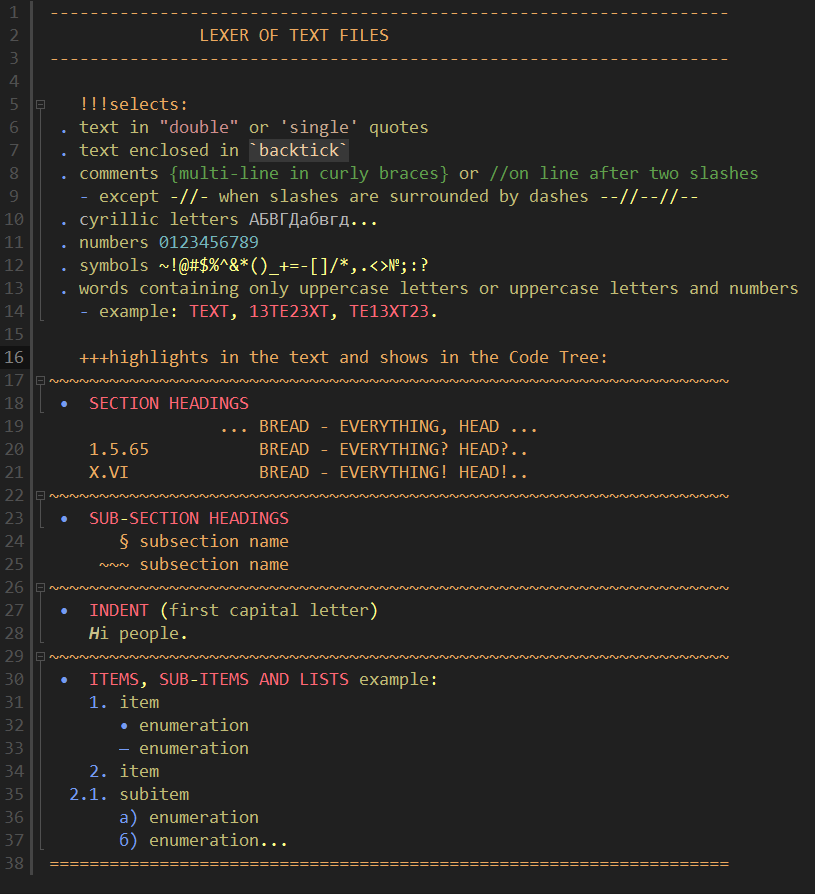 1 --------------------------------------------------------------------
2                LEXER OF TEXT FILES
3 --------------------------------------------------------------------
4
5    !!!selects:
6  . text in "double" or 'single' quotes
7  . text enclosed in `backtick`
8  . comments {multi-line in curly braces} or //on line after two slashes
9    - except -//- when slashes are surrounded by dashes --//--//--
10  . cyrillic letters АБВГДабвгд...
11  . numbers 0123456789
12  . symbols ~!@#$%^&*()_+=-[]/*,.<>№;:?
13  . words containing only uppercase letters or uppercase letters and numbers
14    - example: TEXT, 13TE23XT, TE13XT23.
15
16    +++highlights in the text and shows in the Code Tree:
17 ~~~~~~~~~~~~~~~~~~~~~~~~~~~~~~~~~~~~~~~~~~~~~~~~~~~~~~~~~~~~~~~~~~~~
18  •  SECTION HEADINGS
19                  ... BREAD - EVERYTHING, HEAD ...
20     1.5.65           BREAD - EVERYTHING? HEAD?..
21     X.VI             BREAD - EVERYTHING! HEAD!..
22 ~~~~~~~~~~~~~~~~~~~~~~~~~~~~~~~~~~~~~~~~~~~~~~~~~~~~~~~~~~~~~~~~~~~~
23  •  SUB-SECTION HEADINGS
24        § subsection name
25      ~~~ subsection name
26 ~~~~~~~~~~~~~~~~~~~~~~~~~~~~~~~~~~~~~~~~~~~~~~~~~~~~~~~~~~~~~~~~~~~~
27  •  INDENT (first capital letter)
28     Hi people.
29 ~~~~~~~~~~~~~~~~~~~~~~~~~~~~~~~~~~~~~~~~~~~~~~~~~~~~~~~~~~~~~~~~~~~~
30  •  ITEMS, SUB-ITEMS AND LISTS example:
31     1. item
32        • enumeration
33        — enumeration
34     2. item
35   2.1. subitem
36        а) enumeration
37        б) enumeration...
38 ====================================================================